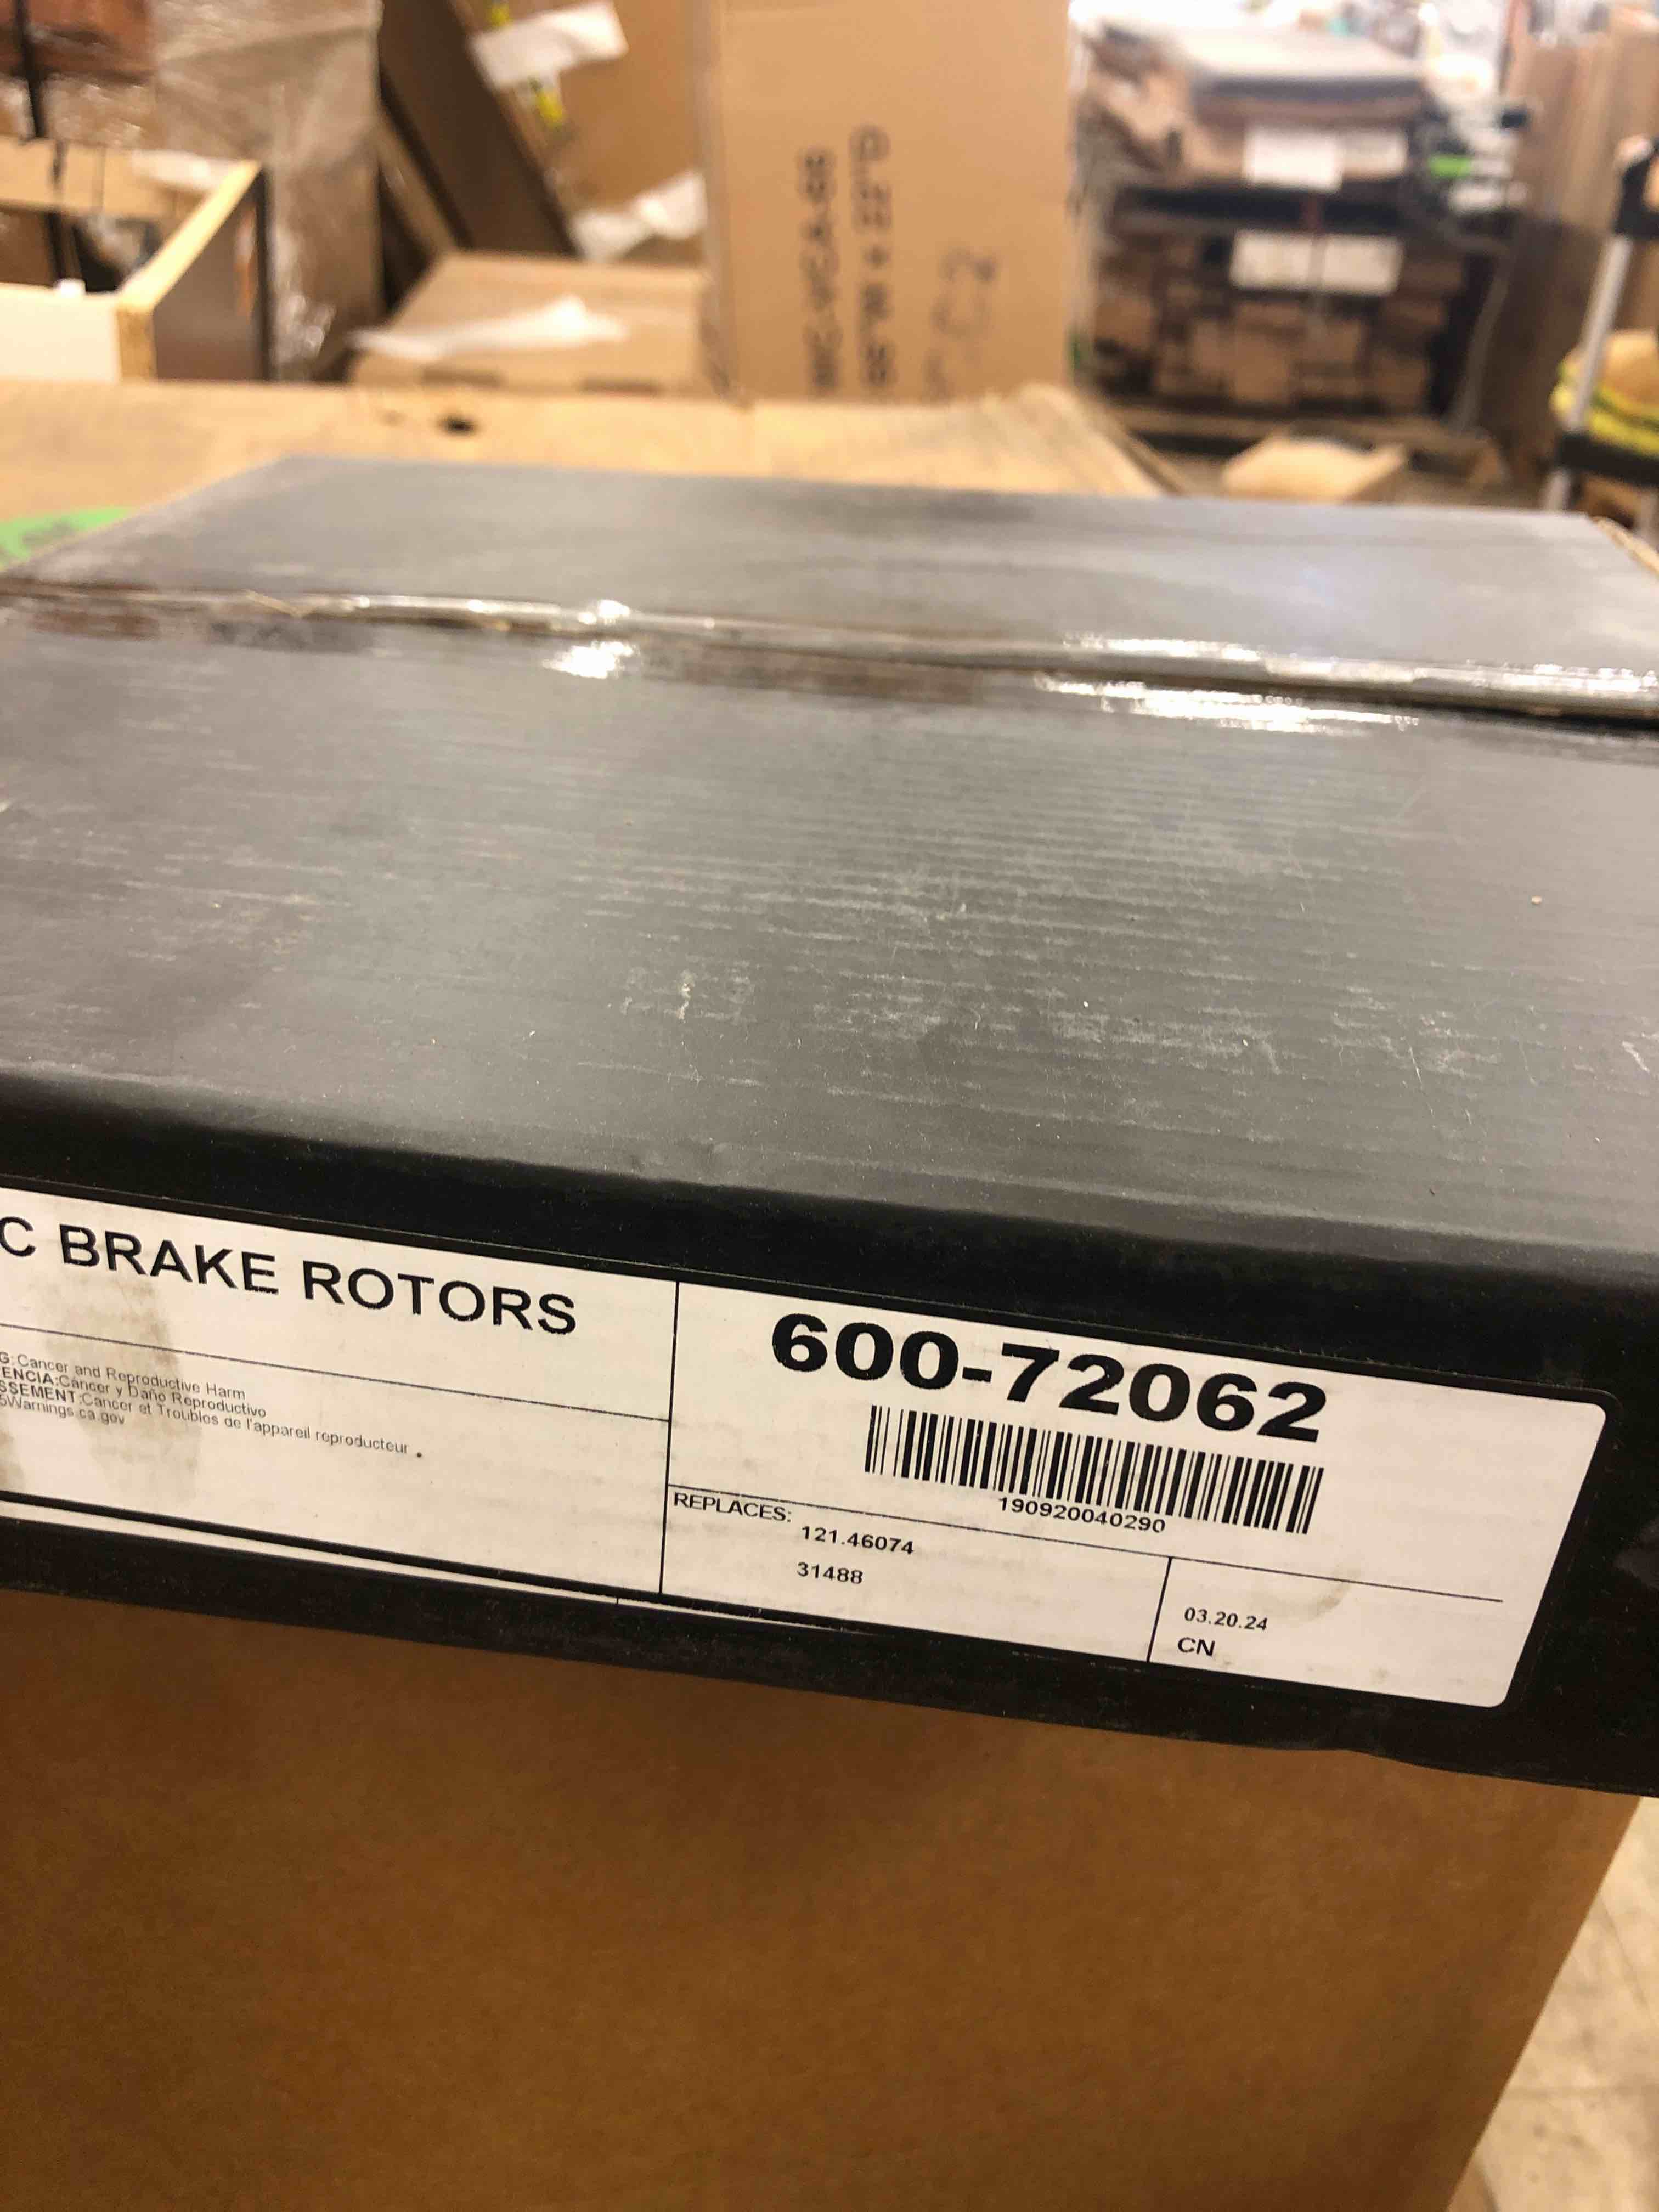 C BRAKE ROTORS
G:Cancer and Reproductive Harm
ENCIA:Cáncer y Daño Reproductivo
SSEMENT:Cancer et Troubles de l'appareil reproducteur .
5Warnings.ca.gov
600-72062
190920040290
REPLACES:
121.46074
31488
03.20.24
CN